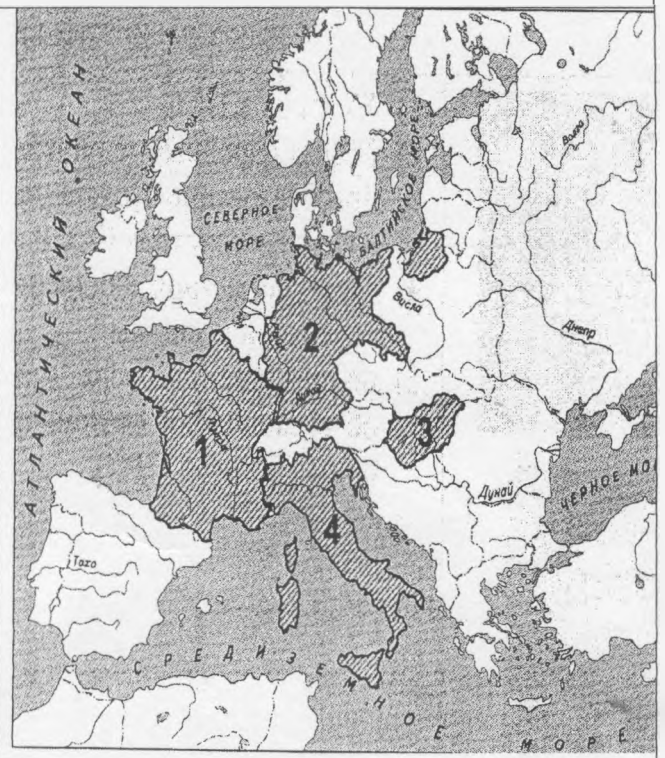 АТЛАНТИЧЕСКИЙ ОКЕАН
СЕВЕРНОЕ
МОРЕ
БАЛТИЙСКОЕ МОРЕ
Волга
Висла
Днепр
2
1
3
Дунай
ЧЕРНОЕ МО
4
Тахо
СРЕДИЗЕМНОЕ МОРЕ